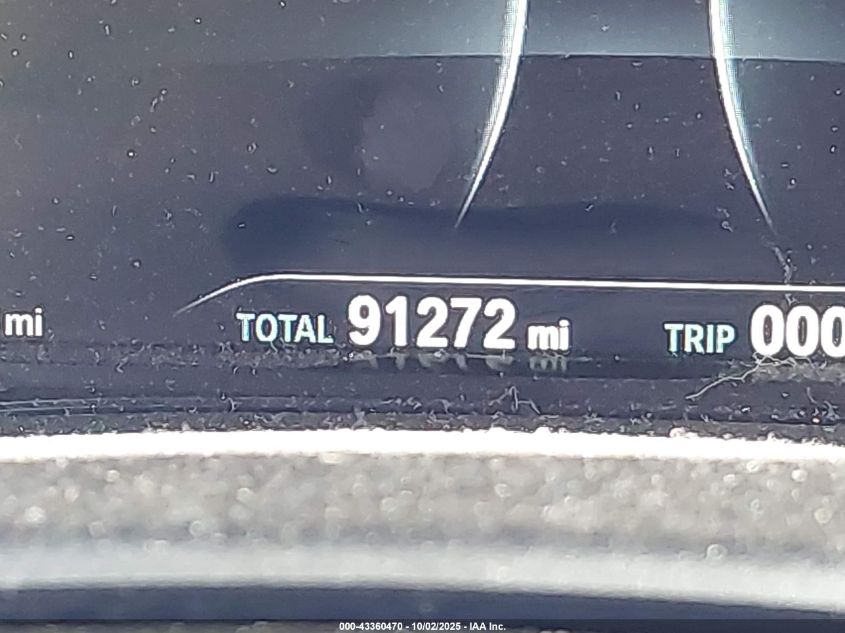 mi TOTAL 91272 mi TRIP 000
000-43360470 - 10/02/2025 - IAA Inc.